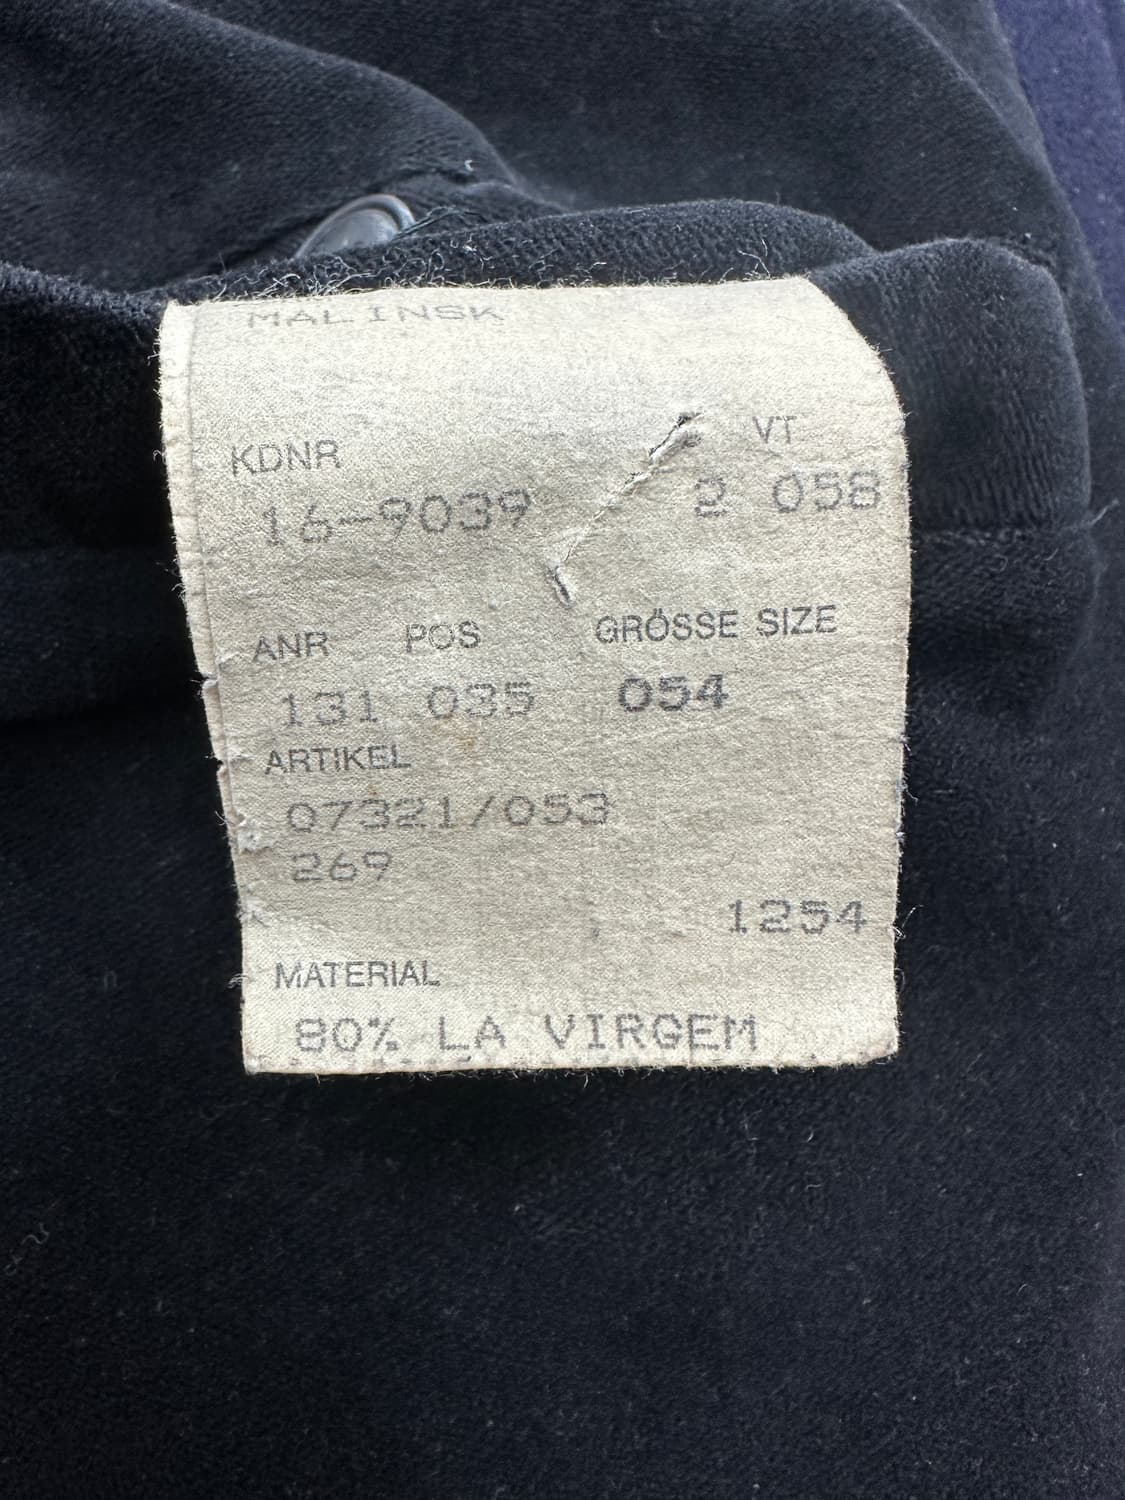 MALINSK
VT
KDNR
16-9039 2 058
ANR POS GRÖSSE SIZE
131 035 054
ARTIKEL
07321/053
269
1254
MATERIAL
80% LA VIRGEM